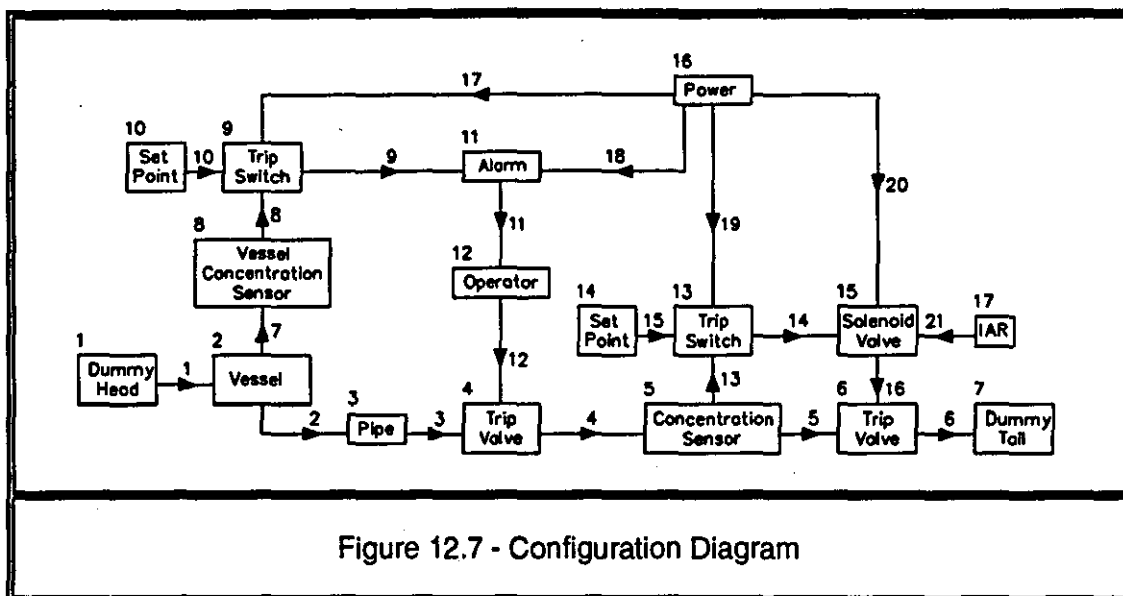 16
17
Power
10
9
11
Set
Point
10
Trip
Switch
9
Alarm
18
20
8
11
19
8
Vessel
Concentration
Sensor
12
Operator
14
13
15
17
Set
Point
15
Trip
Switch
14
Solenoid
Valve
21
IAR
7
1
2
12
13
16
Dummy
Head
1
Vessel
4
5
6
7
2
3
Pipe
3
Trip
Valve
4
Concentration
Sensor
5
Trip
Valve
6
Dummy
Tail
Figure 12.7 - Configuration Diagram